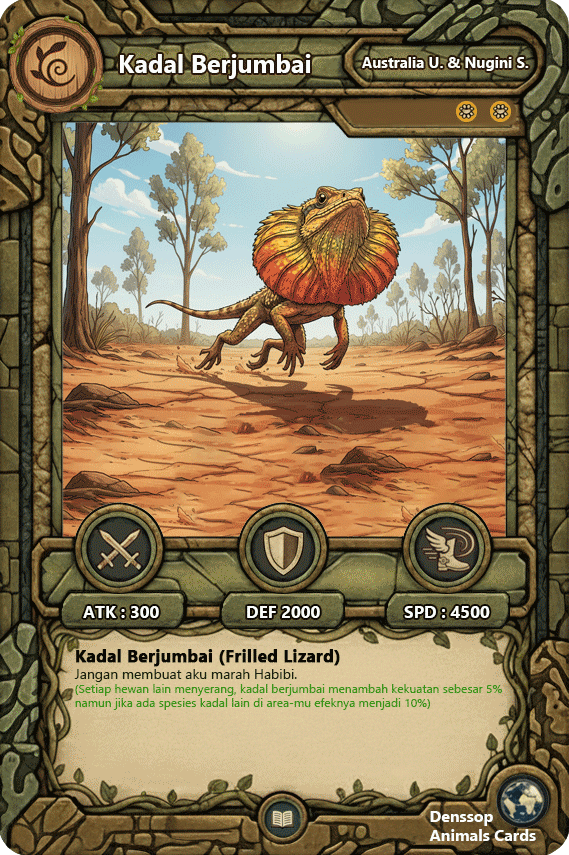 Kadal Berjumbai
Australia U. & Nugini S.
ATK : 300
DEF 2000
SPD : 4500
Kadal Berjumbai (Frilled Lizard)
Jangan membuat aku marah Habibi.
(Setiap hewan lain menyerang, kadal berjumbai menambah kekuatan sebesar 5%
namun jika ada spesies kadal lain di area-mu efeknya menjadi 10%)
Denssop
Animals Cards